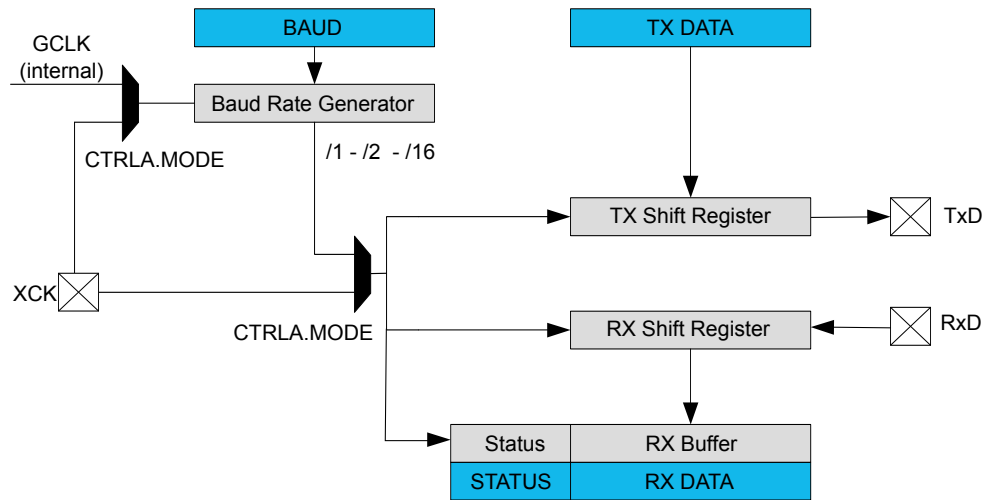 BAUD
TX DATA
GCLK
(internal)
Baud Rate Generator
/1 - /2 - /16
CTRLA.MODE
TX Shift Register
TxD
XCK
CTRLA.MODE
RX Shift Register
RxD
Status
RX Buffer
STATUS
RX DATA